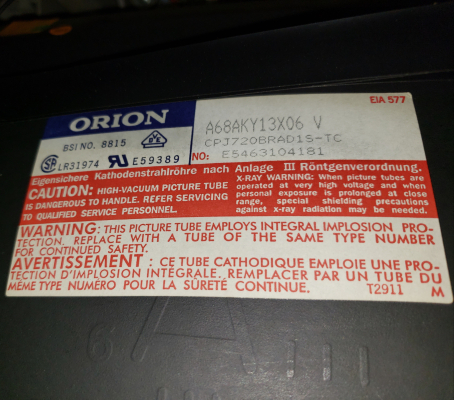 EIA 577
ORION
BSI NO. 8815
VDE
A68AKY13X06 V
CPJ720BRAD1S-TC
SA LR31974 UR E59389
NO: E5463104181
Eigensichere Kathodenstrahlröhre nach Anlage III Röntgenverordnung.
CAUTION: HIGH-VACUUM PICTURE TUBE
IS DANGEROUS TO HANDLE. REFER SERVICING
TO QUALIFIED SERVICE PERSONNEL.
X-RAY WARNING: When picture tubes are
operated at very high voltage and when
personal exposure is prolonged at close
range, special shielding precautions
against x-ray radiation may be needed.
WARNING: THIS PICTURE TUBE EMPLOYS INTEGRAL IMPLOSION PRO-
TECTION. REPLACE WITH A TUBE OF THE SAME TYPE NUMBER
FOR CONTINUED SAFETY.
AVERTISSEMENT : CE TUBE CATHODIQUE EMPLOIE UNE PRO-
TECTION D'IMPLOSION INTÉGRALE. REMPLACER PAR UN TUBE DU
MÊME TYPE NUMÉRO POUR LA SÛRETÉ CONTINUE.
T2911 M